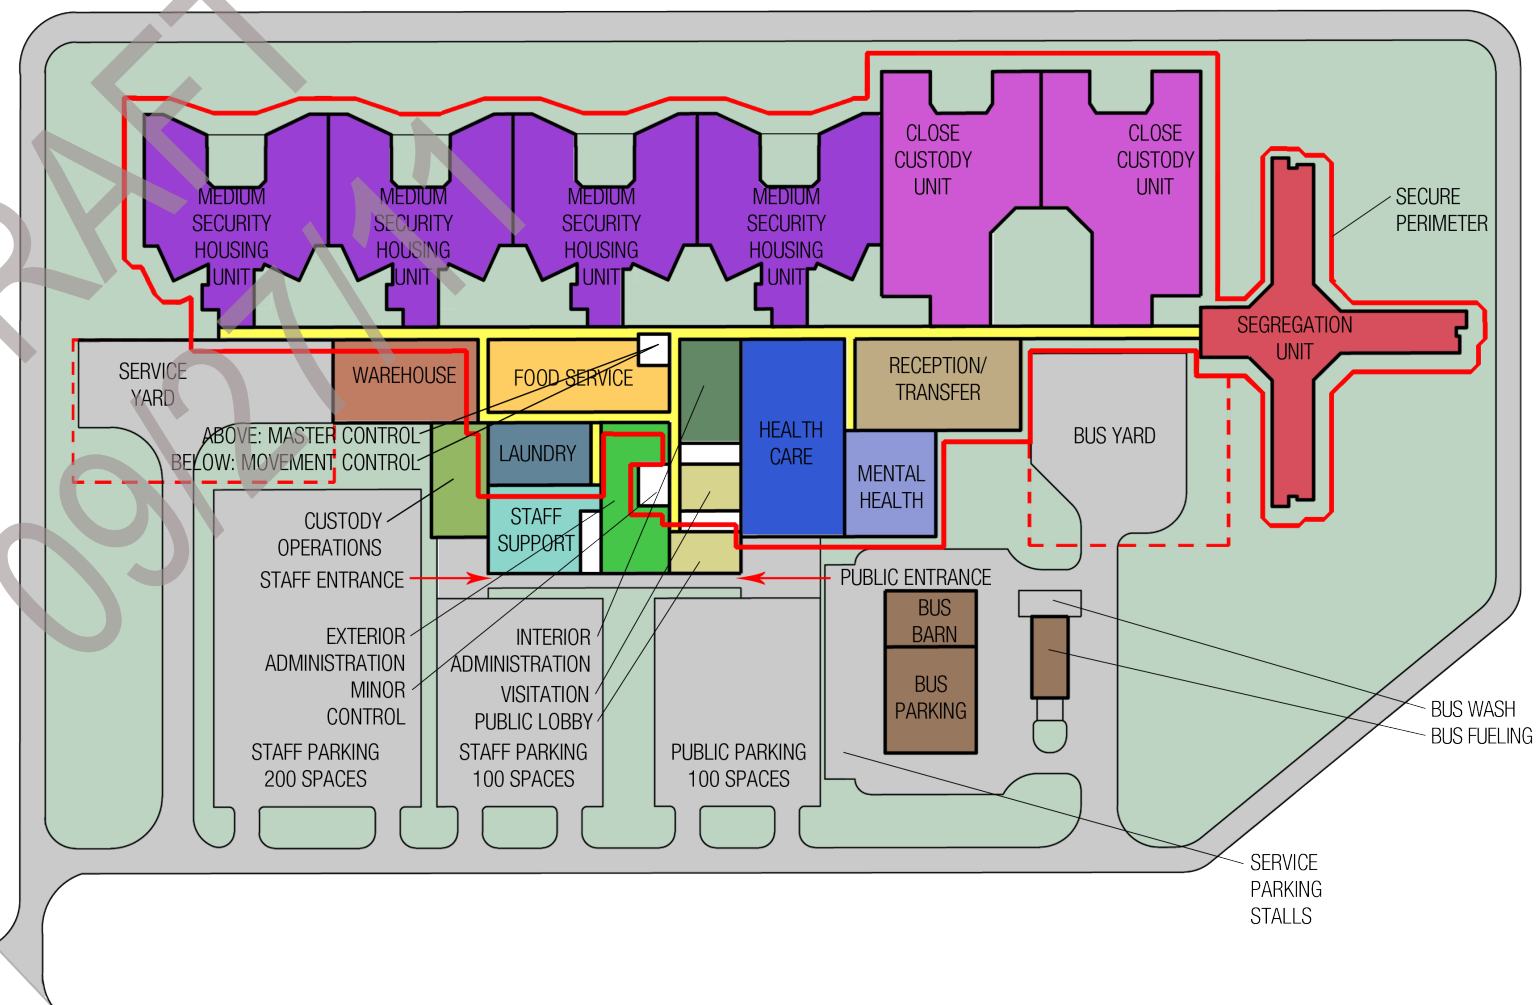 DRAFT
09/27/11
CLOSE
CUSTODY
UNIT
CLOSE
CUSTODY
UNIT
MEDIUM
SECURITY
HOUSING
UNIT
MEDIUM
SECURITY
HOUSING
UNIT
MEDIUM
SECURITY
HOUSING
UNIT
MEDIUM
SECURITY
HOUSING
UNIT
SECURE
PERIMETER
SEGREGATION
UNIT
SERVICE
YARD
WAREHOUSE
FOOD SERVICE
RECEPTION/
TRANSFER
ABOVE: MASTER CONTROL
BELOW: MOVEMENT CONTROL
LAUNDRY
HEALTH
CARE
MENTAL
HEALTH
BUS YARD
CUSTODY
OPERATIONS
STAFF
SUPPORT
STAFF ENTRANCE
PUBLIC ENTRANCE
EXTERIOR
ADMINISTRATION
MINOR
CONTROL
INTERIOR
ADMINISTRATION
VISITATION
PUBLIC LOBBY
BUS
BARN
BUS
PARKING
BUS WASH
BUS FUELING
STAFF PARKING
200 SPACES
STAFF PARKING
100 SPACES
PUBLIC PARKING
100 SPACES
SERVICE
PARKING
STALLS